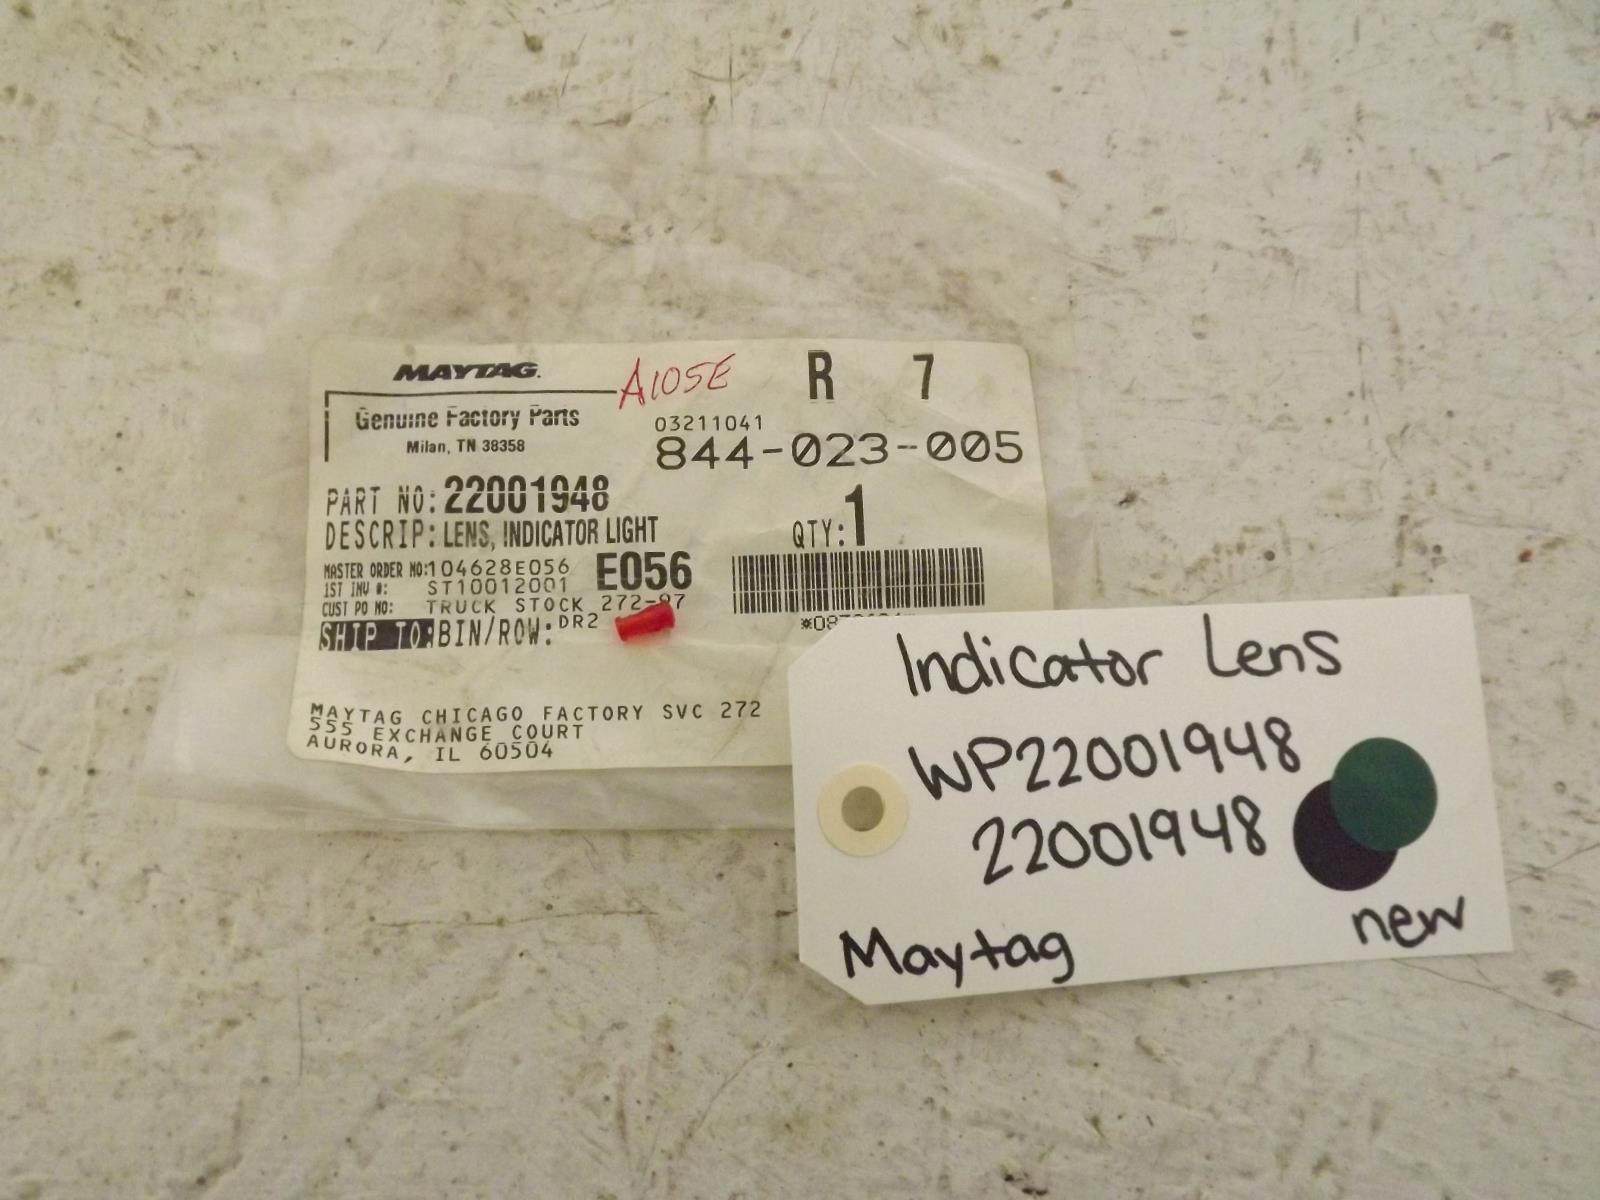 MAYTAG.
A105E
R 7
Genuine Factory Parts
Milan, TN 38358
03211041
844-023-005
PART NO: 22001948
DESCRIP: LENS, INDICATOR LIGHT
QTY: 1
MASTER ORDER NO: 104628E056
E056
1ST INV #: ST10012001
CUST PO NO: TRUCK STOCK 272-97
SHIP TO: BIN/ROW: DR2
MAYTAG CHICAGO FACTORY SVC 272
555 EXCHANGE COURT
AURORA, IL 60504
Indicator Lens
WP22001948
22001948
Maytag
new